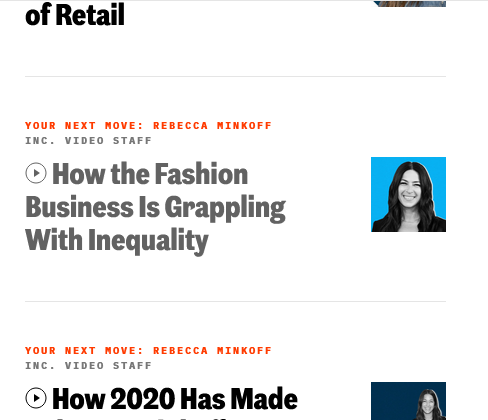 of Retail
YOUR NEXT MOVE: REBECCA MINKOFF
INC. VIDEO STAFF
How the Fashion
Business Is Grappling
With Inequality
YOUR NEXT MOVE: REBECCA MINKOFF
INC. VIDEO STAFF
How 2020 Has Made